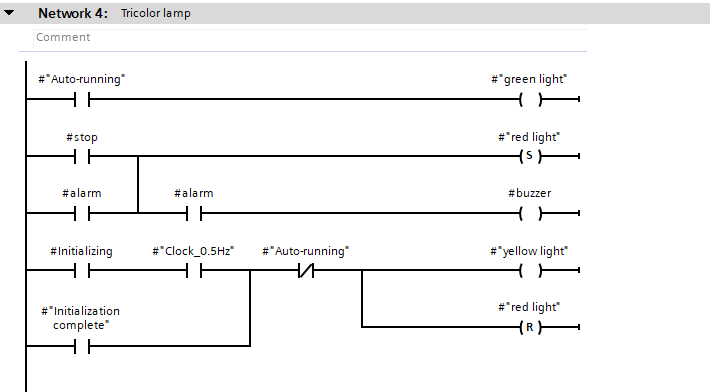 Network 4: Tricolor lamp
Comment
#"Auto-running" #"green light"
#stop #"red light"
S
#alarm #alarm #buzzer
#Initializing #"Clock_0.5Hz" #"Auto-running" #"yellow light"
#"Initialization
complete"
#"red light"
R